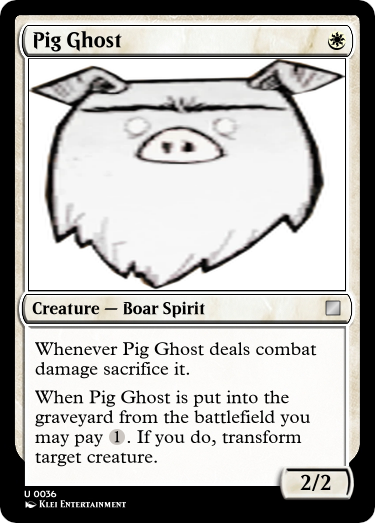 Pig Ghost
Creature — Boar Spirit
Whenever Pig Ghost deals combat
damage sacrifice it.
When Pig Ghost is put into the
graveyard from the battlefield you
may pay 1. If you do, transform
target creature.
2/2
U 0036
Klei Entertainment